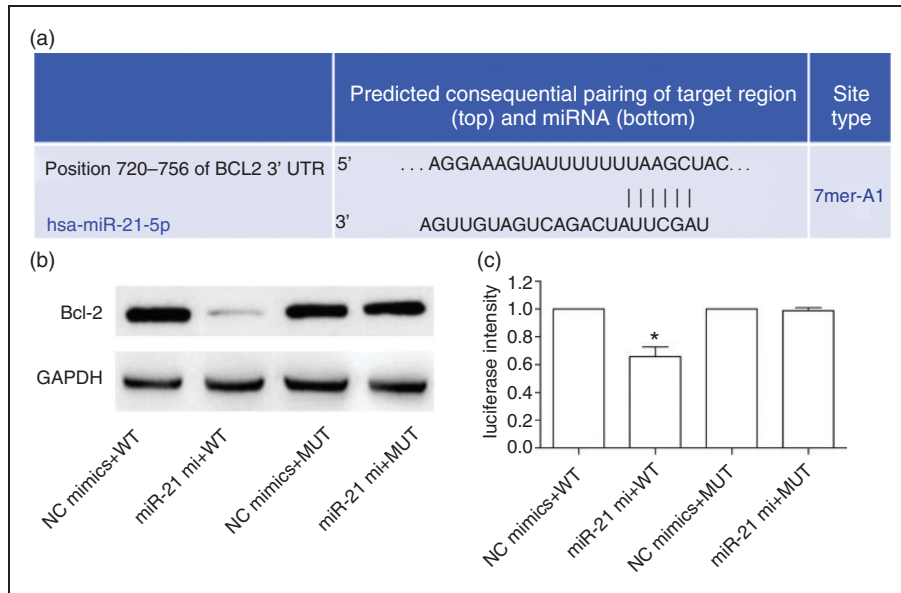 (a)
Predicted consequential pairing of target region
(top) and miRNA (bottom)
Site
type
Position 720–756 of BCL2 3' UTR 5' ...AGGAAAGUAUUUUUUUAAGCUAC...
hsa-miR-21-5p 3' AGUUGUAGUCAGACUAUUCGAU
7mer-A1
(b)
Bcl-2
GAPDH
NC mimics+WT
miR-21 mi+WT
NC mimics+MUT
miR-21 mi+MUT
(c)
luciferase intensity
1.2
1.0
0.8
0.6
0.4
0.2
0.0
*
NC mimics+WT
miR-21 mi+WT
NC mimics+MUT
miR-21 mi+MUT